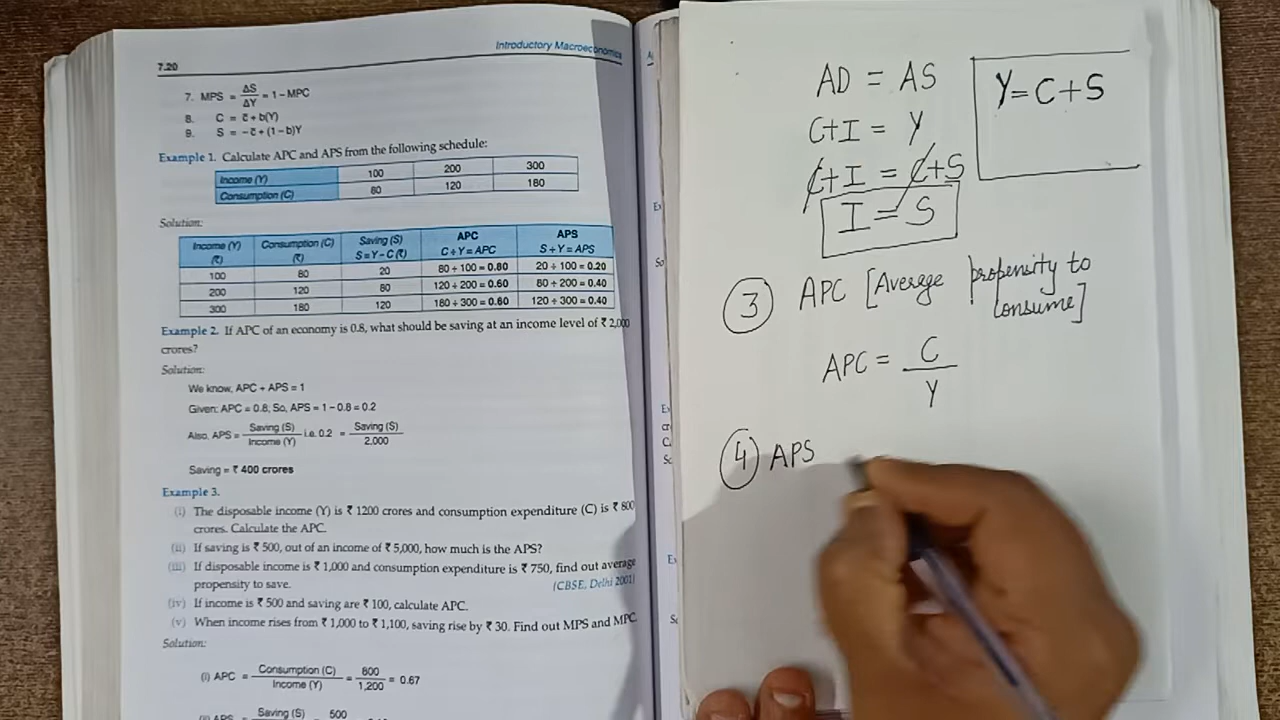 7.20
Introductory Macroeconomics
7. MPS = ΔS/ΔY = 1 – MPC
8. C = c̄ + b(Y)
9. S = –c̄ + (1–b)Y
Example 1. Calculate APC and APS from the following schedule:
Income (Y) 100 200 300
Consumption (C) 80 120 180
Solution:
Income (Y) (₹) Consumption (C) (₹) Saving (S) S = Y – C (₹) APC C ÷ Y = APC APS S ÷ Y = APS
100 80 20 80 ÷ 100 = 0.80 20 ÷ 100 = 0.20
200 120 80 120 ÷ 200 = 0.60 80 ÷ 200 = 0.40
300 180 120 180 ÷ 300 = 0.60 120 ÷ 300 = 0.40
Example 2. If APC of an economy is 0.8, what should be saving at an income level of ₹ 2,000
crores?
Solution:
We know, APC + APS = 1
Given: APC = 0.8, So, APS = 1 – 0.8 = 0.2
Also, APS = Saving (S)/Income (Y) i.e. 0.2 = Saving (S)/2,000
Saving = ₹ 400 crores
Example 3.
(i) The disposable income (Y) is ₹ 1200 crores and consumption expenditure (C) is ₹ 800
crores. Calculate the APC.
(ii) If saving is ₹ 500, out of an income of ₹ 5,000, how much is the APS?
(iii) If disposable income is ₹ 1,000 and consumption expenditure is ₹ 750, find out average
propensity to save. (CBSE, Delhi 2001)
(iv) If income is ₹ 500 and saving are ₹ 100, calculate APC.
(v) When income rises from ₹ 1,000 to ₹ 1,100, saving rise by ₹ 30. Find out MPS and MPC.
Solution:
(i) APC = Consumption (C)/Income (Y) = 800/1,200 = 0.67
Saving (S) 500
AD = AS
C+I = Y
C+I = C+S
I = S
Y=C+S
3 APC [Average propensity to
consume]
APC = C/Y
4 APS